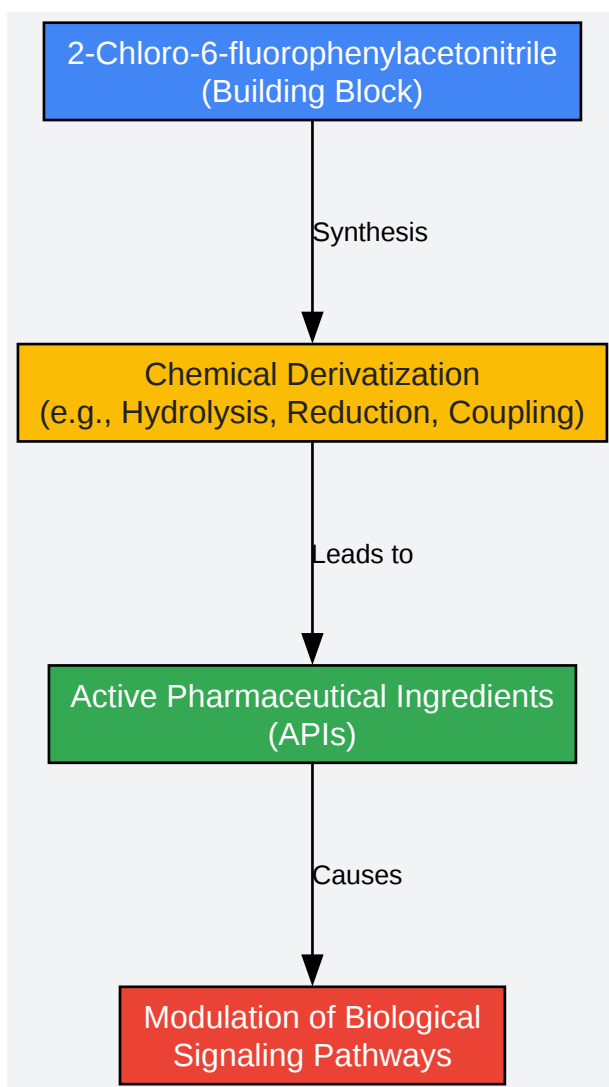 2-Chloro-6-fluorophenylacetonitrile
(Building Block)
Synthesis
Chemical Derivatization
(e.g., Hydrolysis, Reduction, Coupling)
Leads to
Active Pharmaceutical Ingredients
(APIs)
Causes
Modulation of Biological
Signaling Pathways